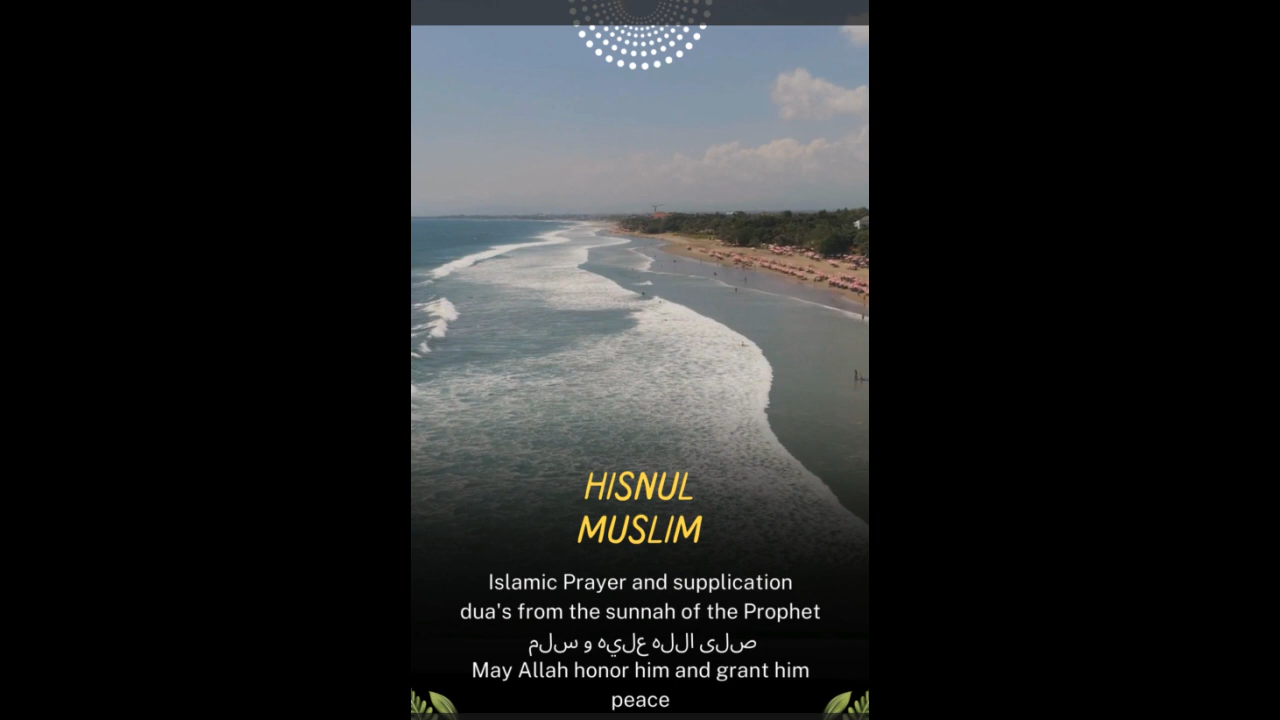 HISNUL
MUSLIM
Islamic Prayer and supplication
dua's from the sunnah of the Prophet
صلى الله عليه و سلم
May Allah honor him and grant him
peace